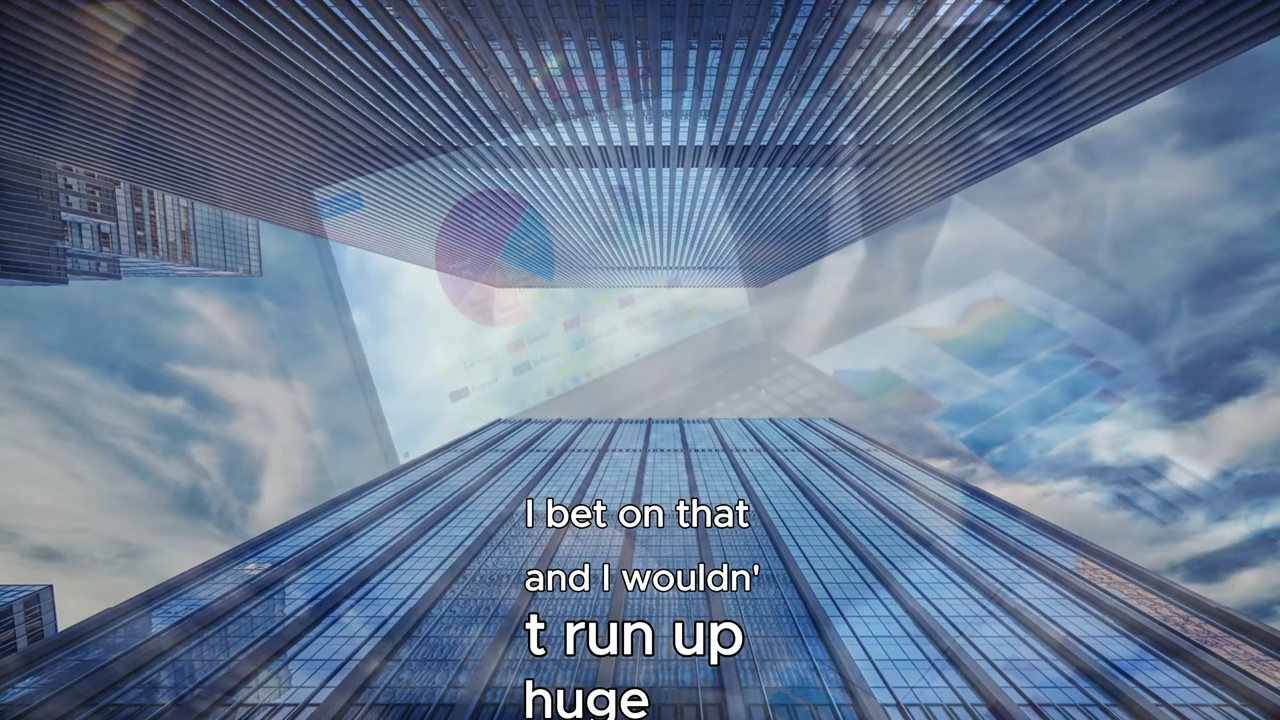 I bet on that
and I wouldn'
t run up
huge